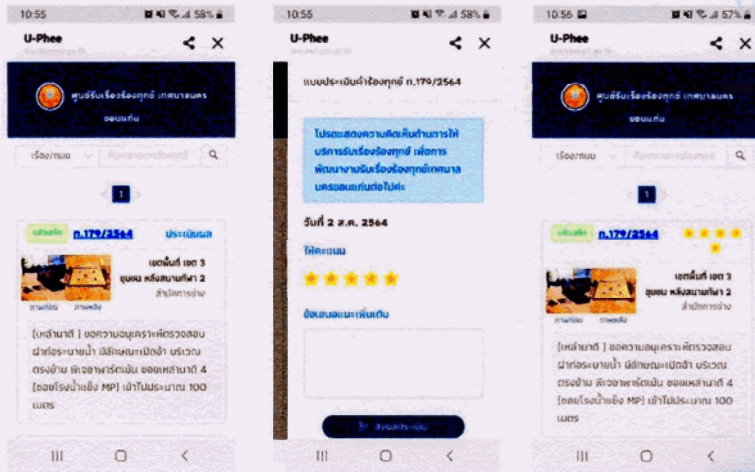 10:55
58%
U-Phee
ศูนย์รับเรื่องร้องทุกข์ เทศบาลนคร
ขอนแก่น
เรื่อง/ถนน
1
ก.179/2564
ประเมินผล
เขตพื้นที่ เขต 3
ชุมชน หลังสนามกีฬา 2
สำนักการช่าง
ภาพก่อน ภาพหลัง
(เหล่านาดี ) ขอความอนุเคราะห์ตรวจสอบ
ฝาท่อระบายน้ำ มีลักษณะเปิดอ้า บริเวณ
ตรงข้าม พีเจอาพาร์ตเม้น ซอยเหล่านาดี 4
(ซอยโรงน้ำแข็ง MP) เข้าไปประมาณ 100
เมตร
10:55
58%
U-Phee
แบบประเมินคำร้องทุกข์ ก.179/2564
โปรดแสดงความคิดเห็นด้านการให้
บริการรับเรื่องร้องทุกข์ เพื่อการ
พัฒนางานรับเรื่องร้องทุกข์เทศบาล
นครขอนแก่นต่อไปค่ะ
วันที่ 2 ส.ค. 2564
ให้คะแนน
ข้อเสนอแนะเพิ่มเติม
ส่งผลประเมิน
10:56
57%
U-Phee
ศูนย์รับเรื่องร้องทุกข์ เทศบาลนคร
ขอนแก่น
เรื่อง/ถนน
1
ก.179/2564
เขตพื้นที่ เขต 3
ชุมชน หลังสนามกีฬา 2
สำนักการช่าง
ภาพก่อน ภาพหลัง
(เหล่านาดี ) ขอความอนุเคราะห์ตรวจสอบ
ฝาท่อระบายน้ำ มีลักษณะเปิดอ้า บริเวณ
ตรงข้าม พีเจอาพาร์ตเม้น ซอยเหล่านาดี 4
(ซอยโรงน้ำแข็ง MP) เข้าไปประมาณ 100
เมตร